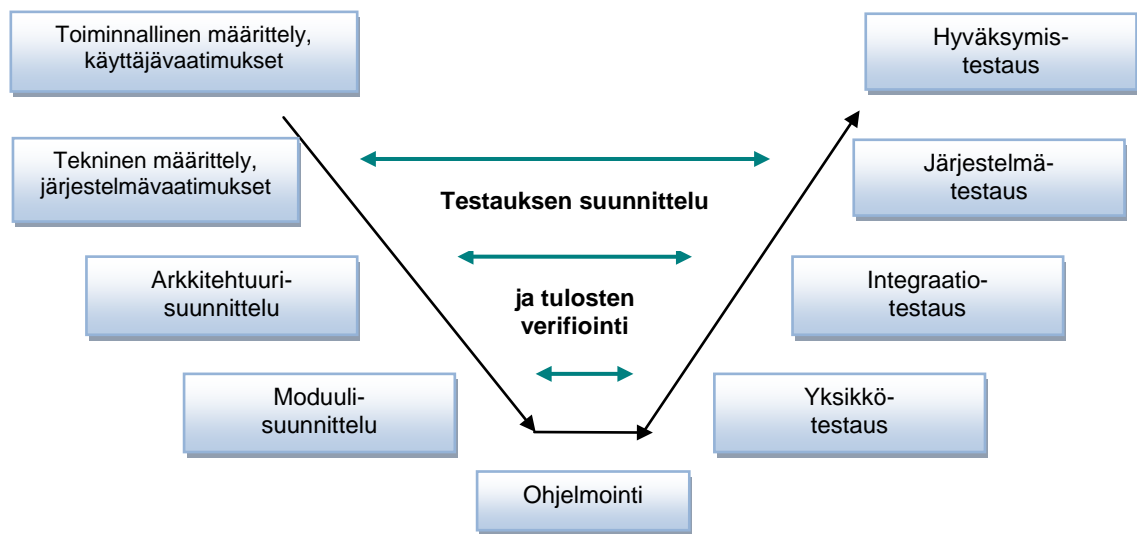 Toiminnallinen määrittely,
käyttäjävaatimukset
Hyväksymis-
testaus
Tekninen määrittely,
järjestelmävaatimukset
Järjestelmä-
testaus
Testauksen suunnittelu
Arkkitehtuuri-
suunnittelu
Integraatio-
testaus
ja tulosten
verifiointi
Moduuli-
suunnittelu
Yksikkö-
testaus
Ohjelmointi